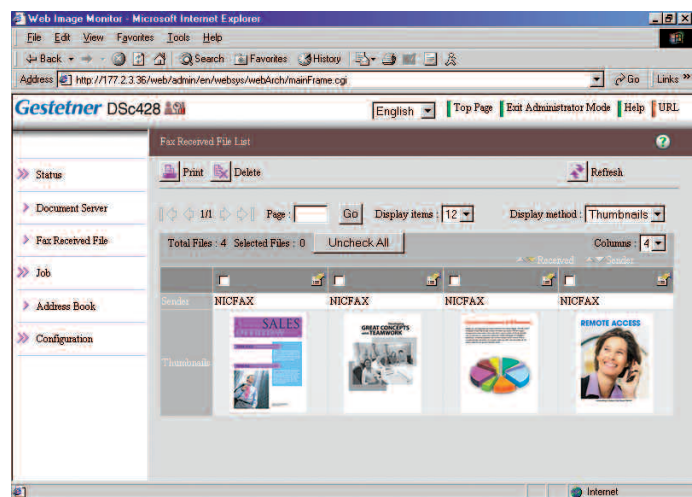 Web Image Monitor - Microsoft Internet Explorer
File Edit View Favorites Tools Help
Back Search Favorites History
Address http://177.2.3.36/web/admin/en/websys/webArch/mainFrame.cgi Go Links »
Gestetner DSc428 English Top Page Exit Administrator Mode Help URL
Fax Received File List ?
Status
Document Server
Fax Received File
Job
Address Book
Configuration
Print Delete Refresh
1/1 Page : Go Display items : 12 Display method : Thumbnails
Total Files : 4 Selected Files : 0 Uncheck All Columns : 4
Received Sender
Sender NICFAX NICFAX NICFAX NICFAX
Thumbnails
SALES
GREAT CONCEPTS
TEAMWORK
REMOTE ACCESS
Internet